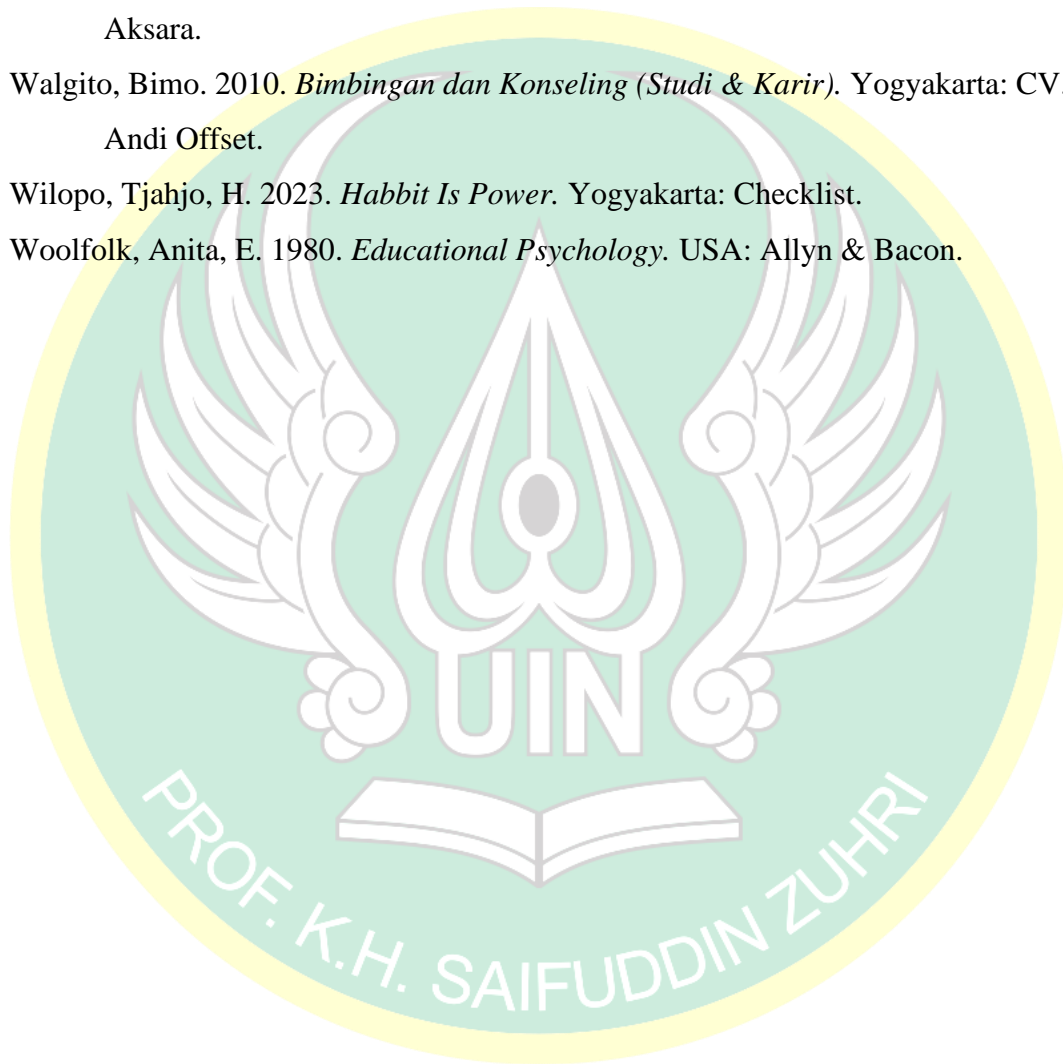 Aksara.
Walgito, Bimo. 2010. Bimbingan dan Konseling (Studi & Karir). Yogyakarta: CV.
Andi Offset.
Wilopo, Tjahjo, H. 2023. Habbit Is Power. Yogyakarta: Checklist.
Woolfolk, Anita, E. 1980. Educational Psychology. USA: Allyn & Bacon.
UIN
PROF. K.H. SAIFUDDIN ZUHRI